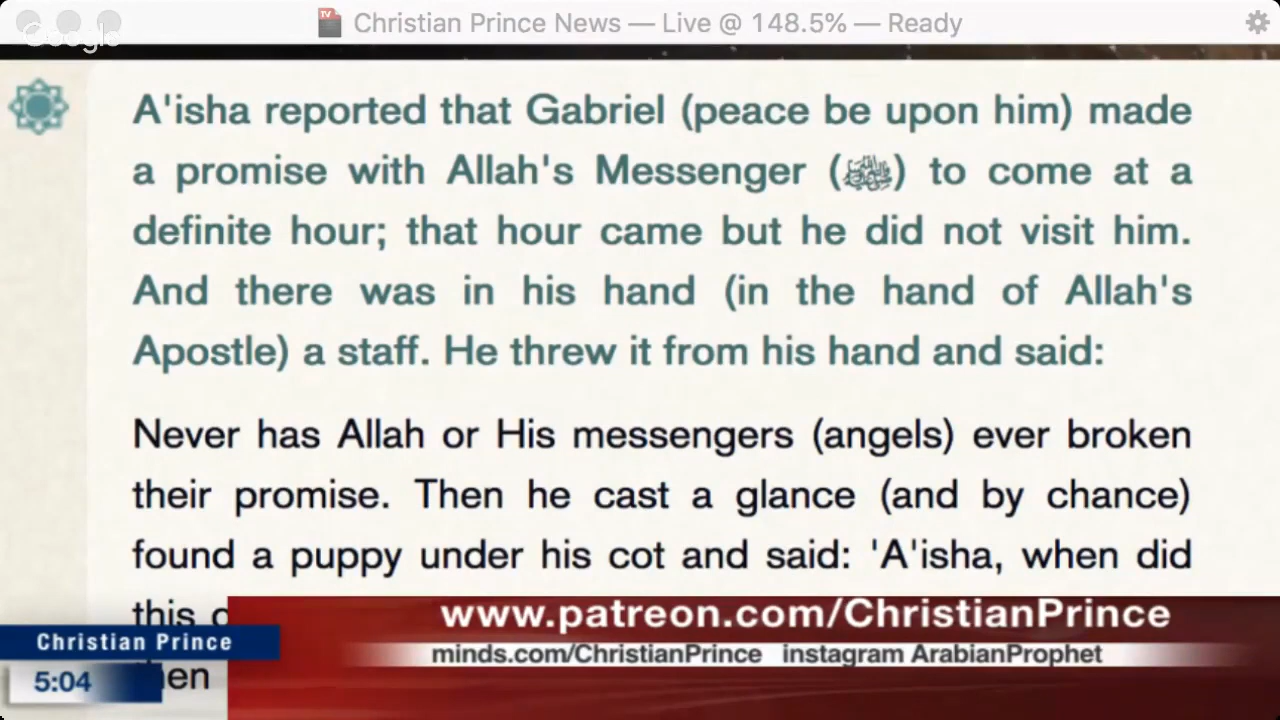 Christian Prince News — Live @ 148.5% — Ready
Google
A'isha reported that Gabriel (peace be upon him) made
a promise with Allah's Messenger (ﷺ) to come at a
definite hour; that hour came but he did not visit him.
And there was in his hand (in the hand of Allah's
Apostle) a staff. He threw it from his hand and said:
Never has Allah or His messengers (angels) ever broken
their promise. Then he cast a glance (and by chance)
found a puppy under his cot and said: 'A'isha, when did
this
www.patreon.com/ChristianPrince
Christian Prince
minds.com/ChristianPrince instagram ArabianProphet
5:04